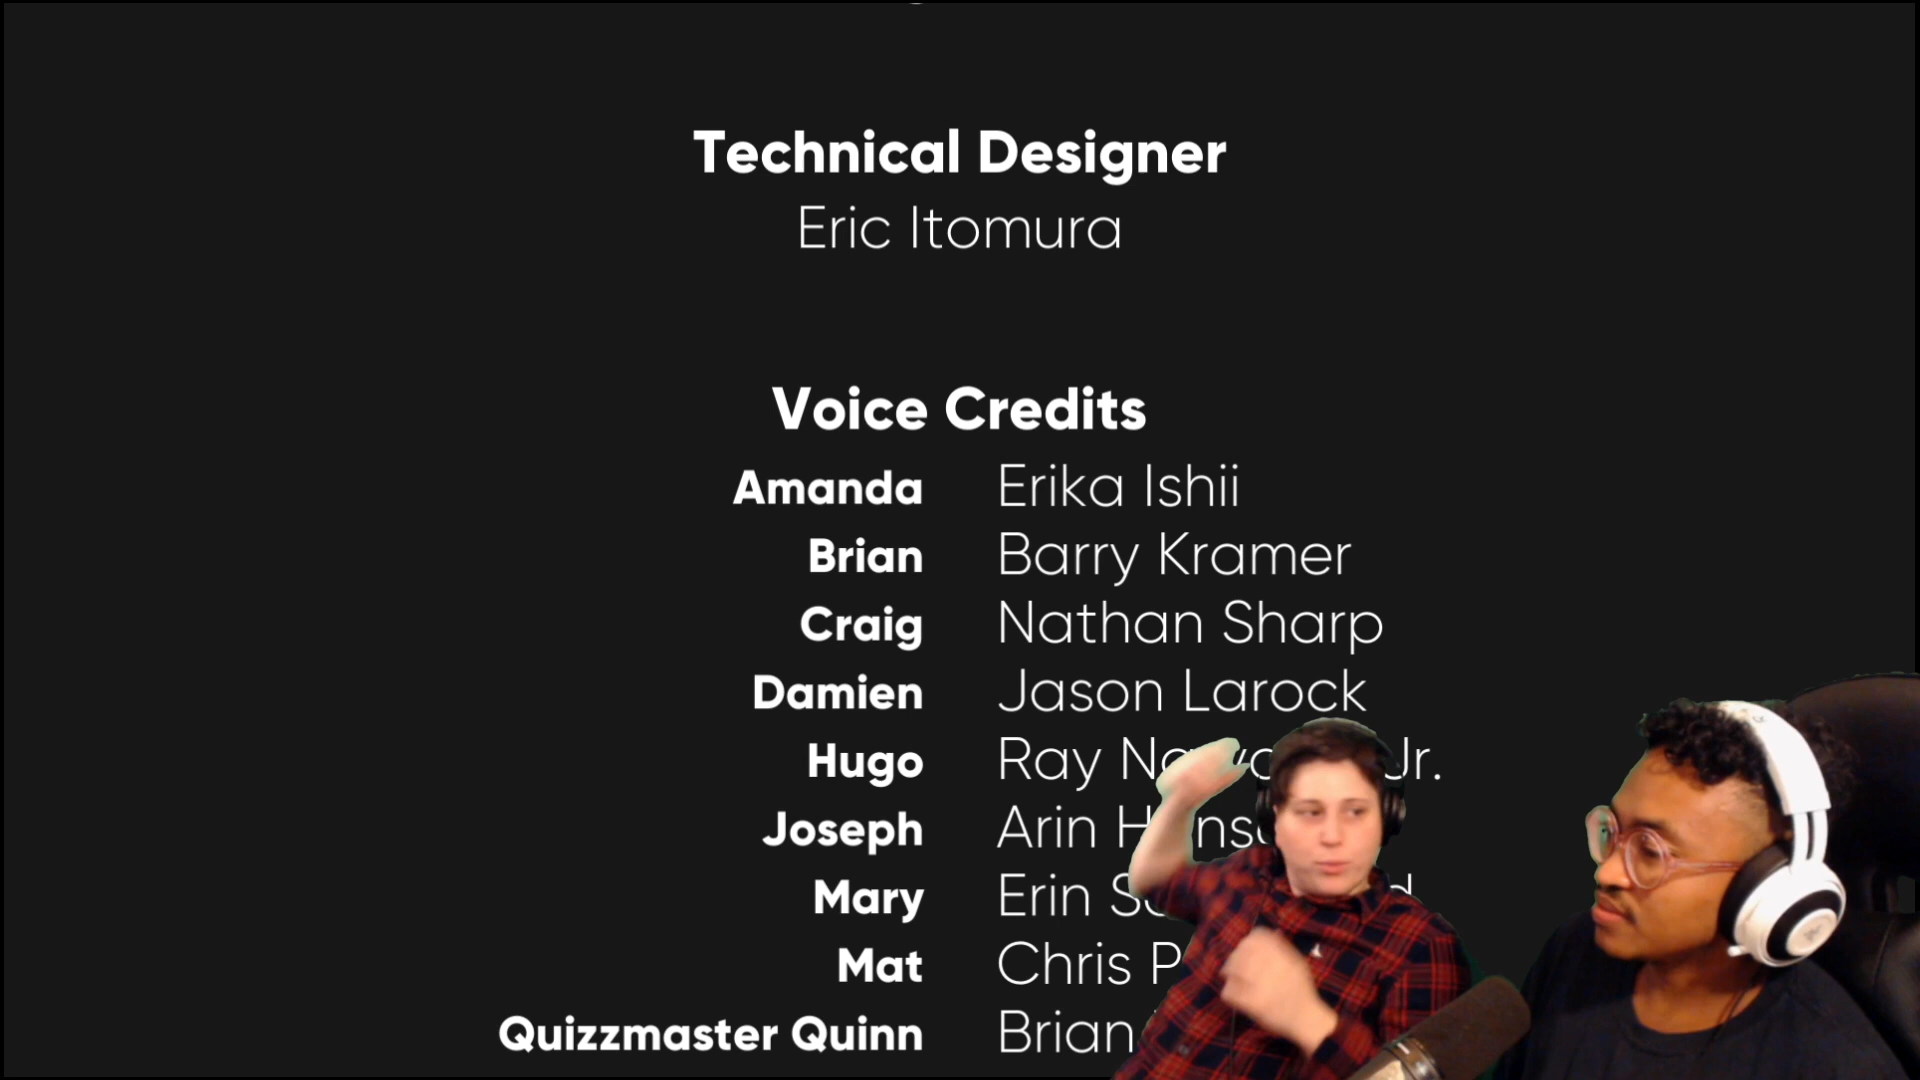 Technical Designer
Eric Itomura
Voice Credits
Amanda Erika Ishii
Brian Barry Kramer
Craig Nathan Sharp
Damien Jason Larock
Hugo Ray Jr.
Joseph Arin
Mary Erin
Mat Chris
Quizzmaster Quinn Brian